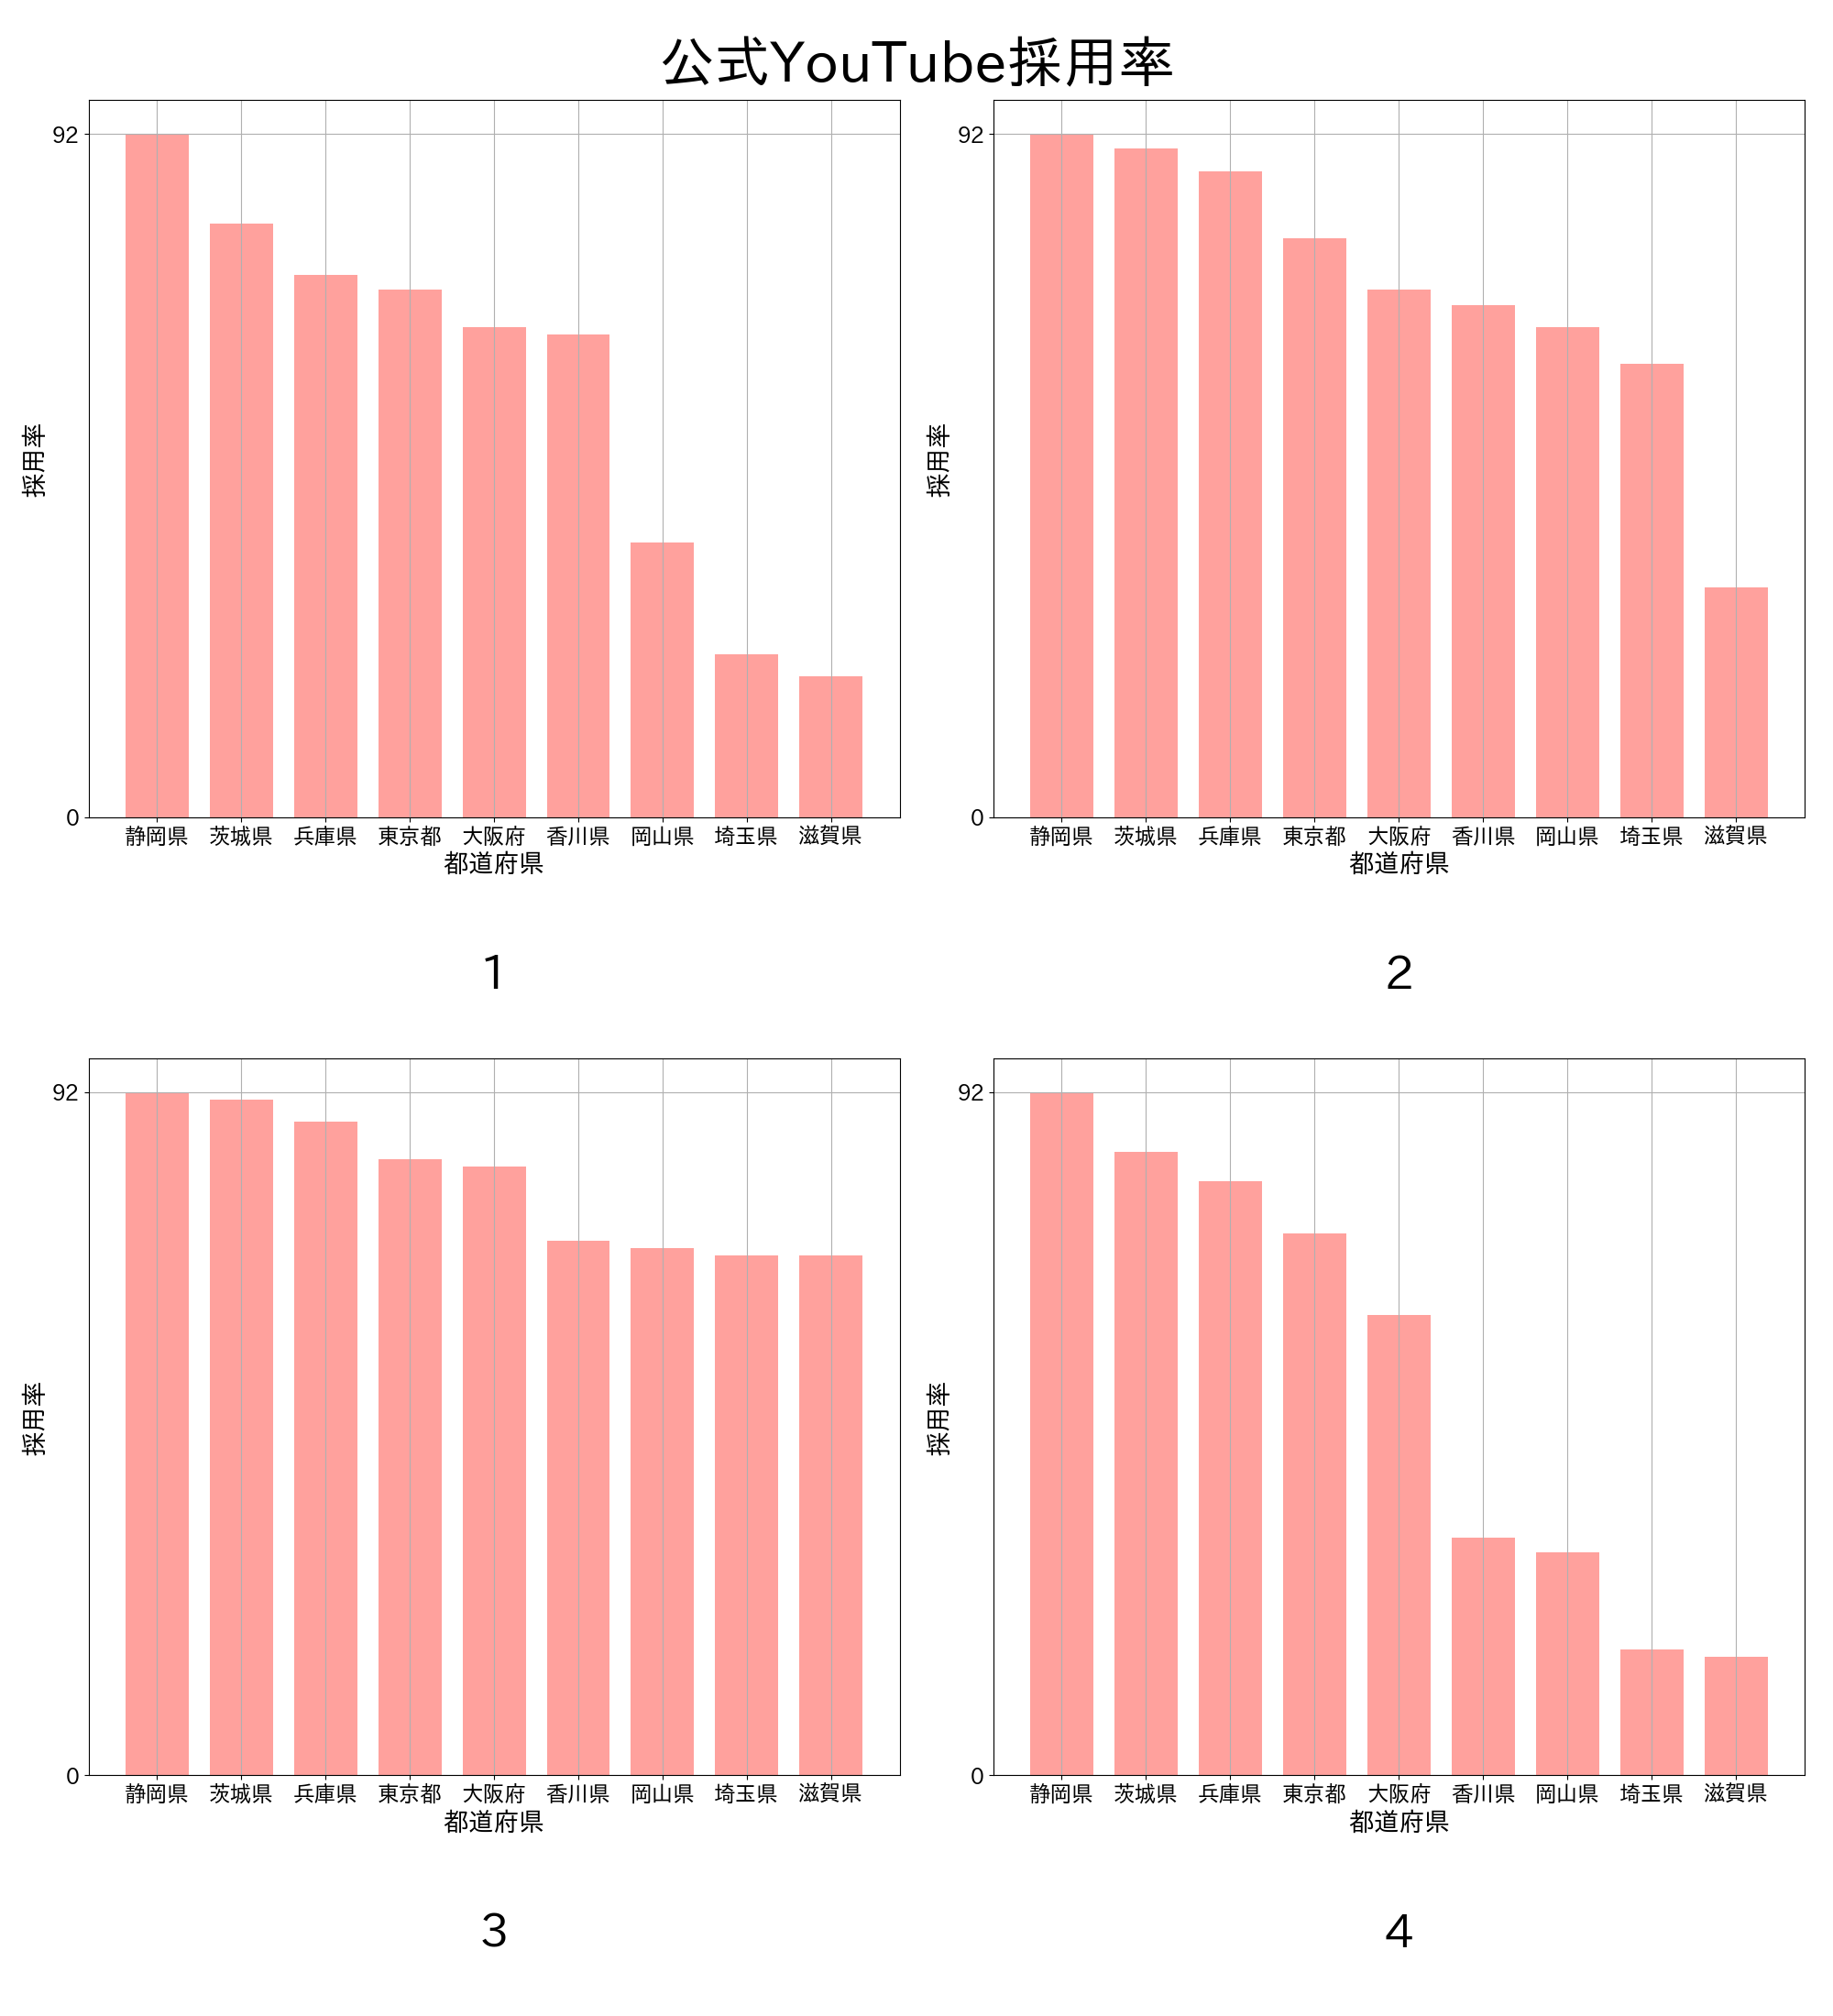 公式YouTube採用率
92
0
採用率
静岡県 茨城県 兵庫県 東京都 大阪府 香川県 岡山県 埼玉県 滋賀県
都道府県
1
92
0
採用率
静岡県 茨城県 兵庫県 東京都 大阪府 香川県 岡山県 埼玉県 滋賀県
都道府県
2
92
0
採用率
静岡県 茨城県 兵庫県 東京都 大阪府 香川県 岡山県 埼玉県 滋賀県
都道府県
3
92
0
採用率
静岡県 茨城県 兵庫県 東京都 大阪府 香川県 岡山県 埼玉県 滋賀県
都道府県
4